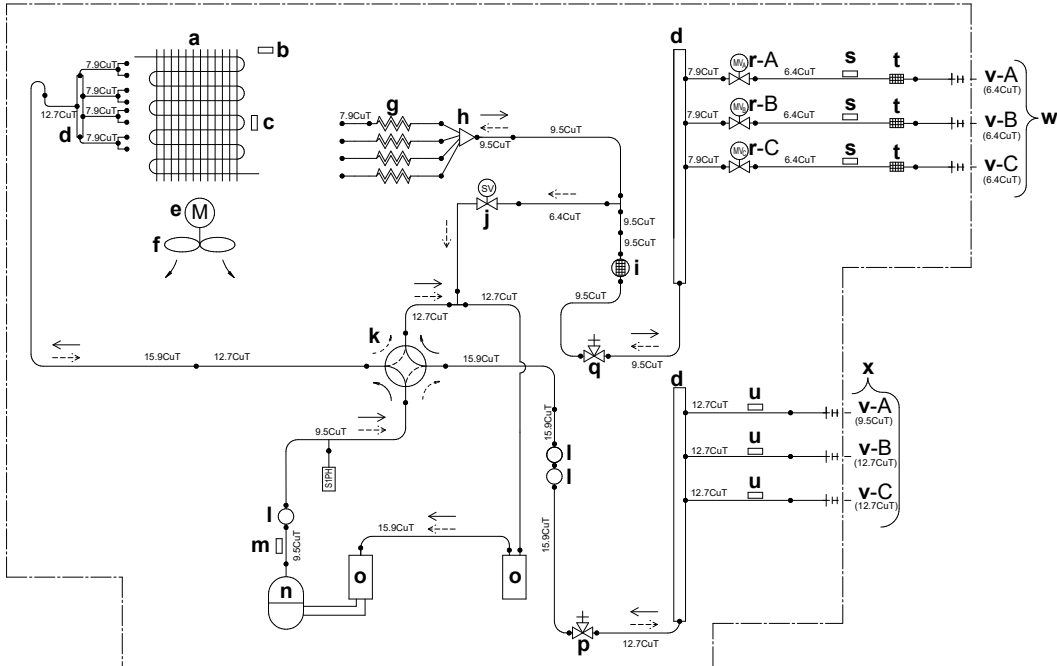 a
b
7.9CuT
7.9CuT
7.9CuT
7.9CuT
12.7CuT
d
c
e M
f
7.9CuT
g
h
9.5CuT
9.5CuT
SV
j
6.4CuT
9.5CuT
9.5CuT
i
9.5CuT
q
9.5CuT
d
7.9CuT
MVA
r-A
6.4CuT
s
t
v-A
(6.4CuT)
7.9CuT
MVB
r-B
6.4CuT
s
t
v-B
(6.4CuT)
w
7.9CuT
MVC
r-C
6.4CuT
s
t
v-C
(6.4CuT)
12.7CuT
12.7CuT
k
15.9CuT
12.7CuT
15.9CuT
9.5CuT
S1PH
l
m
9.5CuT
n
15.9CuT
o
o
15.9CuT
l
l
15.9CuT
p
12.7CuT
d
x
12.7CuT
u
v-A
(9.5CuT)
12.7CuT
u
v-B
(12.7CuT)
12.7CuT
u
v-C
(12.7CuT)